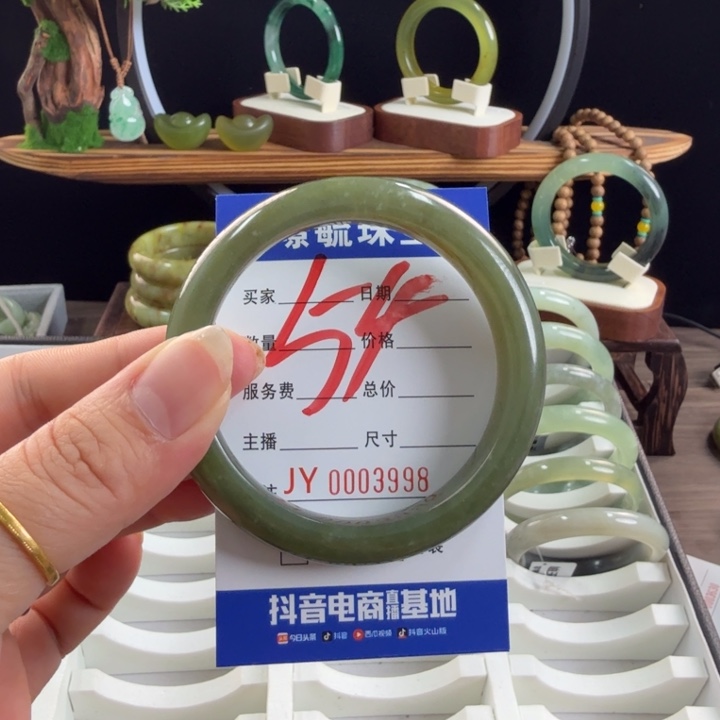 景毓珠宝
买家 日期
数量 价格
服务费 总价
主播 尺寸
JY 0003998
抖音电商直播基地
今日头条 抖音 西瓜视频 抖音火山版